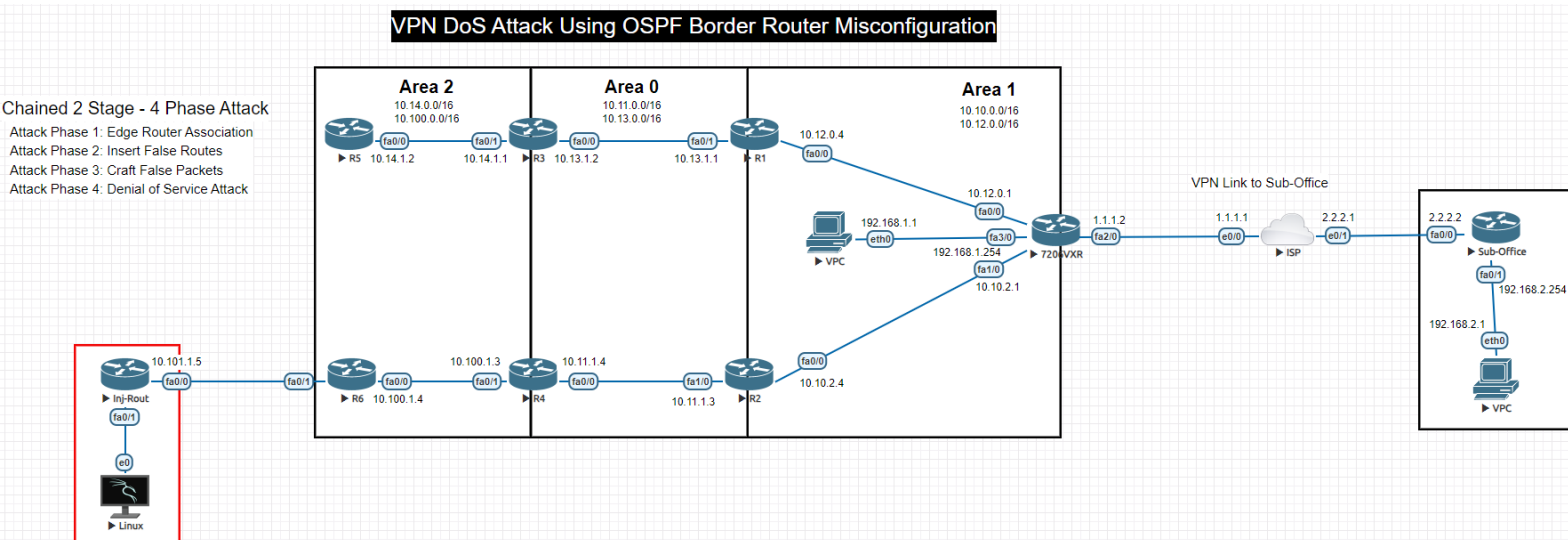 VPN DoS Attack Using OSPF Border Router Misconfiguration
Chained 2 Stage - 4 Phase Attack
Attack Phase 1: Edge Router Association
Attack Phase 2: Insert False Routes
Attack Phase 3: Craft False Packets
Attack Phase 4: Denial of Service Attack
Area 2
10.14.0.0/16
10.100.0.0/16
Area 0
10.11.0.0/16
10.13.0.0/16
Area 1
10.10.0.0/16
10.12.0.0/16
fa0/0
fa0/1
fa0/0
fa0/1
R5
10.14.1.2
10.14.1.1
R3
10.13.1.2
10.13.1.1
R1
10.12.0.4
fa0/0
10.12.0.1
fa0/0
192.168.1.1
eth0
VPC
fa3/0
192.168.1.254
7206VXR
fa1/0
10.10.2.1
1.1.1.2
fa2/0
VPN Link to Sub-Office
1.1.1.1
e0/0
ISP
2.2.2.1
e0/1
2.2.2.2
fa0/0
Sub-Office
fa0/1
192.168.2.254
192.168.2.1
eth0
VPC
10.101.1.5
fa0/0
Inj-Rout
fa0/1
e0
Linux
fa0/1
R6
fa0/0
10.100.1.4
10.100.1.3
fa0/1
R4
10.11.1.4
fa0/0
fa1/0
10.11.1.3
R2
fa0/0
10.10.2.4